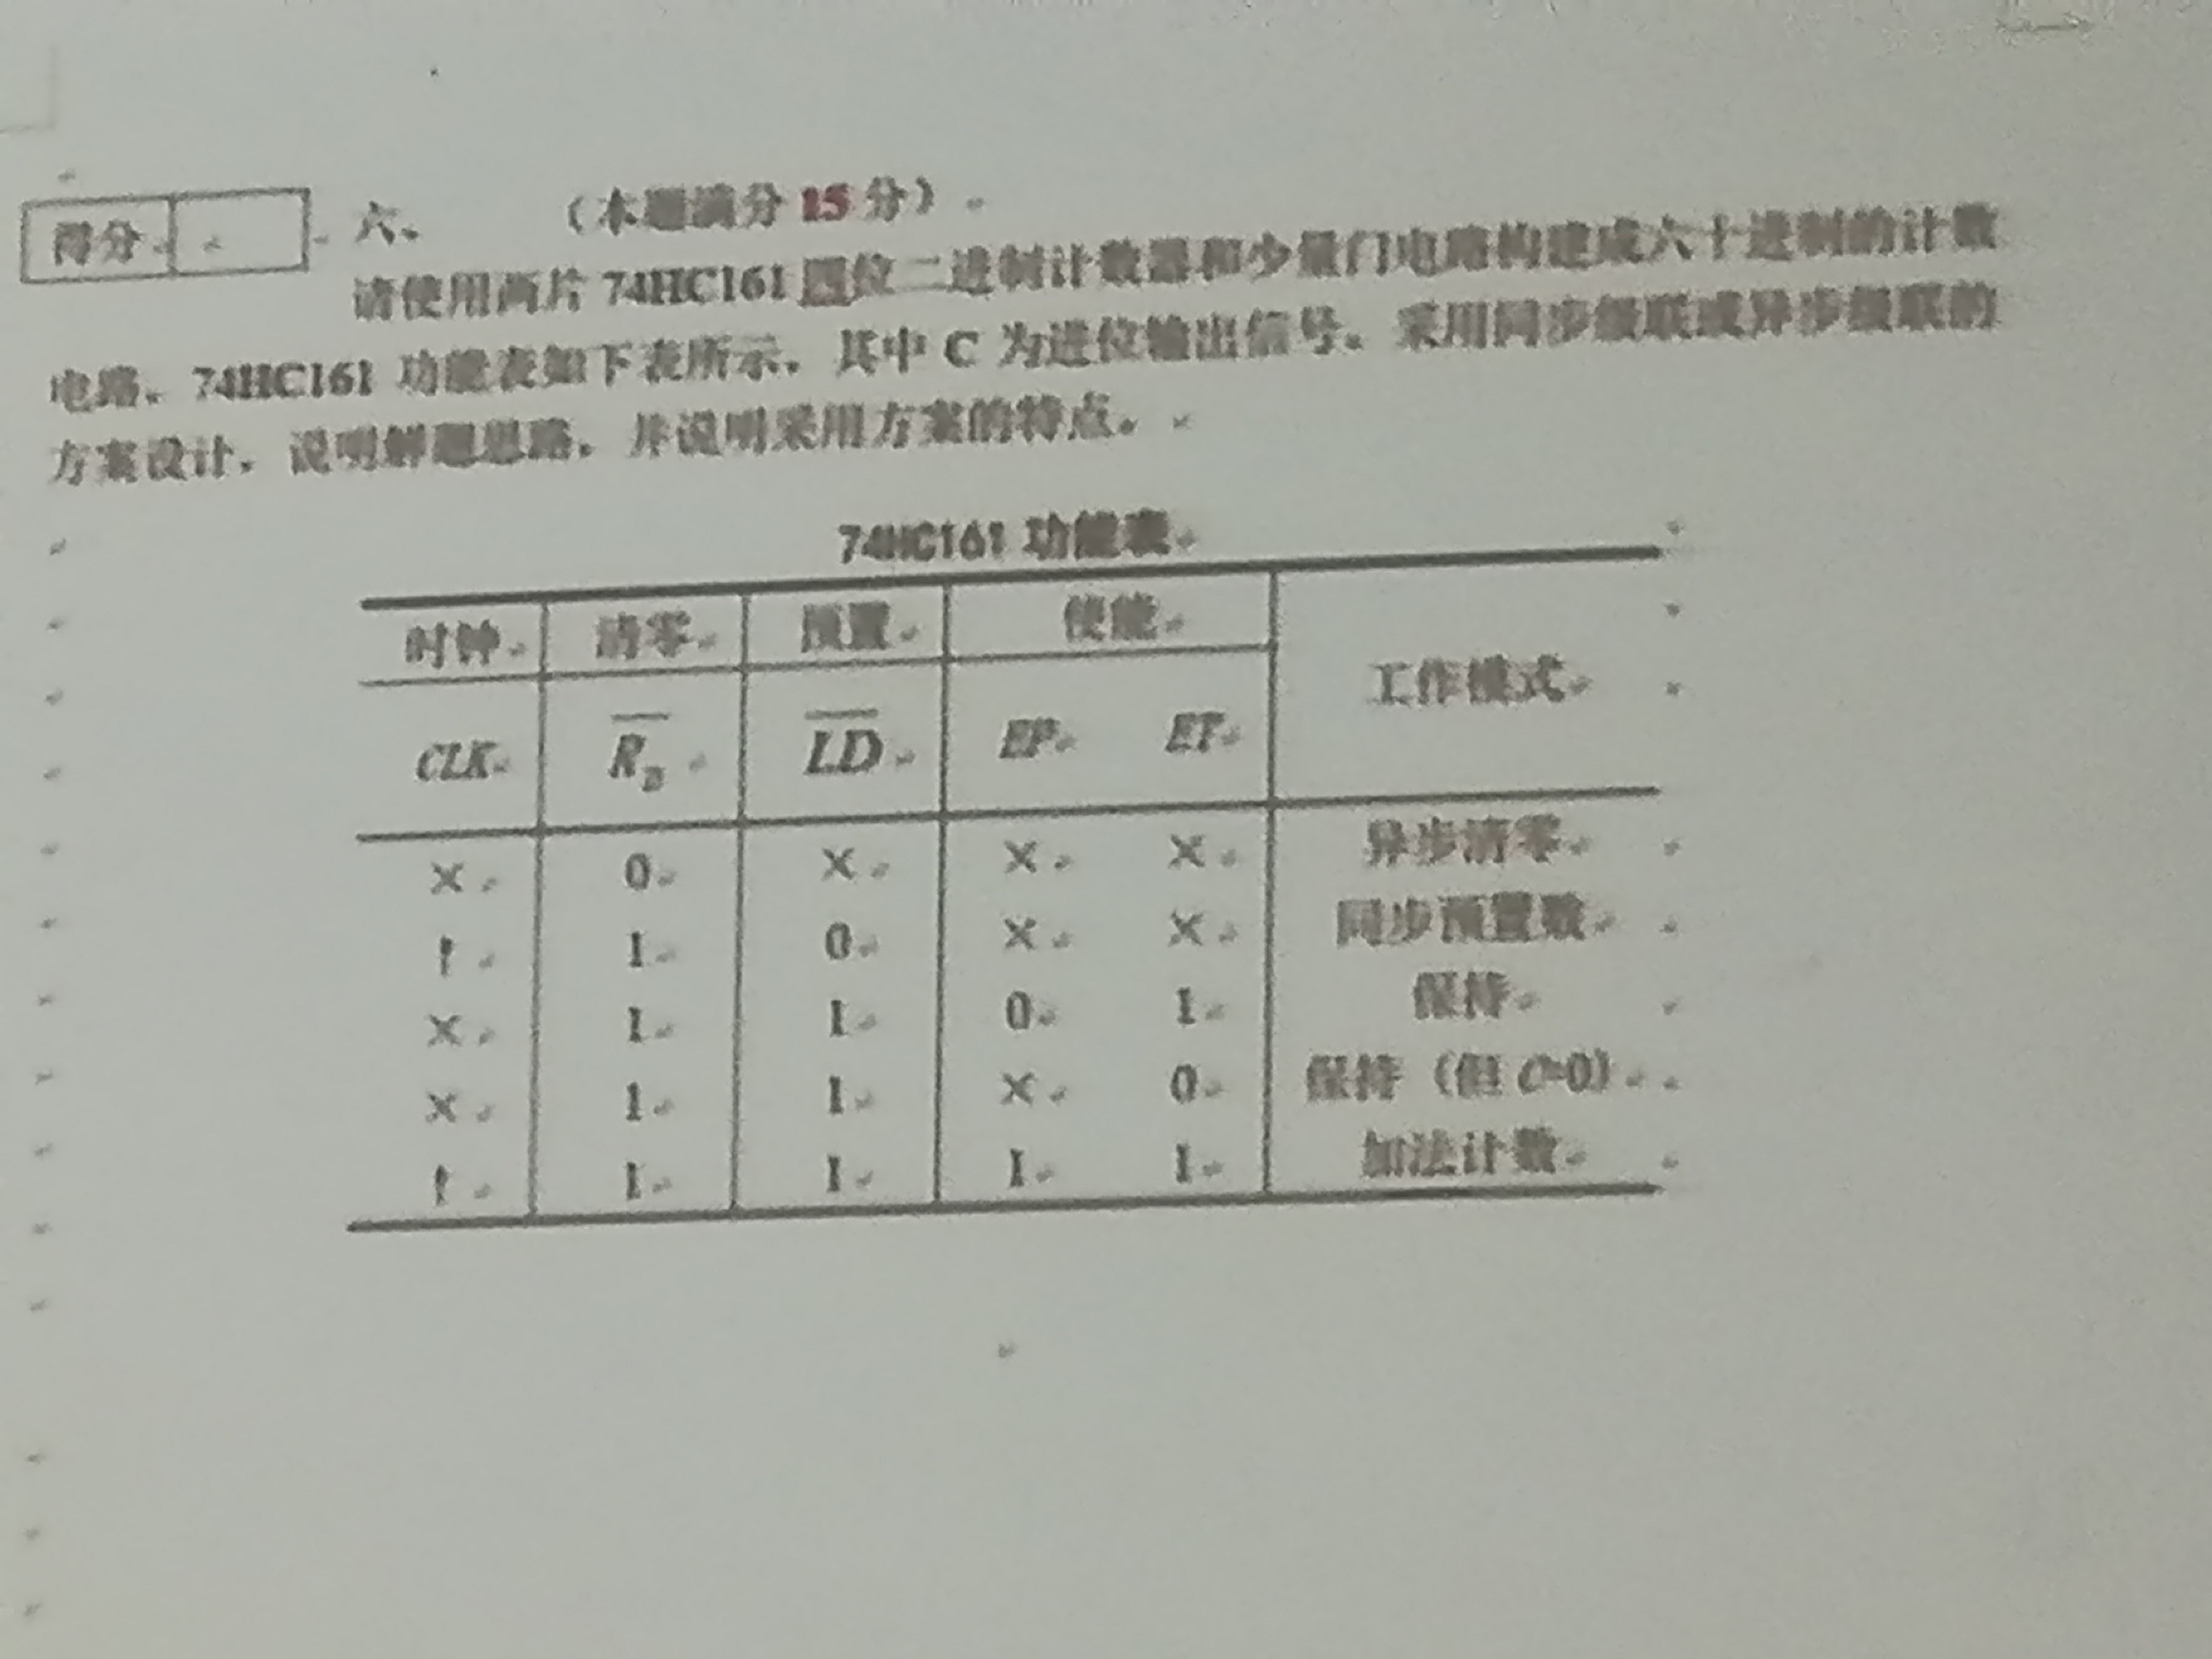 得分
六、 （本题满分 15 分）
请使用两片 74HC161 四位二进制计数器和少量门电路构建成六十进制的计数
电路。74HC161 功能表如下表所示，其中 C 为进位输出信号。采用同步级联或异步级联的
方案设计，说明解题思路，并说明采用方案的特点。
74HC161 功能表
时钟 清零 预置 使能 工作模式
CLK R̅D L̅D̅ EP ET
× 0 × × × 异步清零
↑ 1 0 × × 同步预置数
× 1 1 0 1 保持
× 1 1 × 0 保持（但 C=0）
↑ 1 1 1 1 加法计数